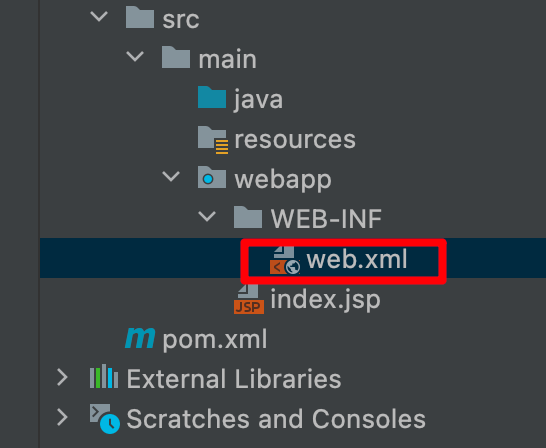 src
main
java
resources
webapp
WEB-INF
web.xml
JSP index.jsp
m pom.xml
External Libraries
Scratches and Consoles